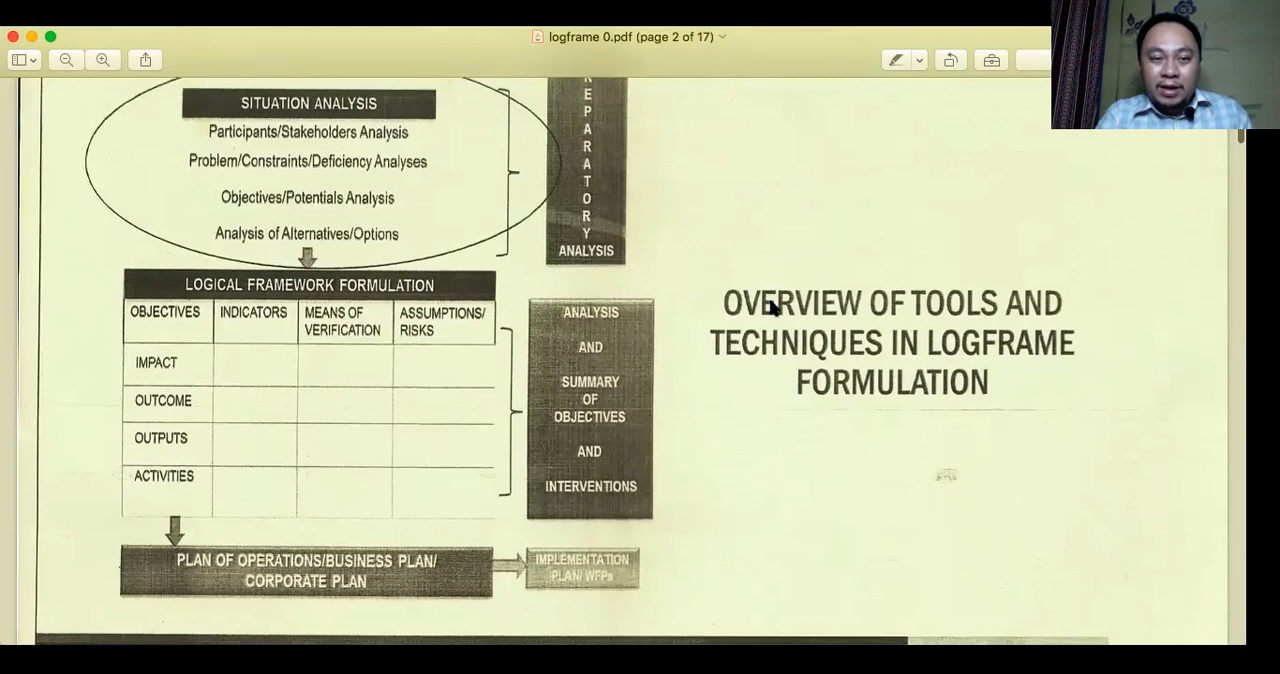 logframe 0.pdf (page 2 of 17)
SITUATION ANALYSIS
Participants/Stakeholders Analysis
Problem/Constraints/Deficiency Analyses
Objectives/Potentials Analysis
Analysis of Alternatives/Options
E
P
A
R
A
T
O
R
Y
ANALYSIS
LOGICAL FRAMEWORK FORMULATION
OBJECTIVES INDICATORS MEANS OF VERIFICATION ASSUMPTIONS/ RISKS
IMPACT
OUTCOME
OUTPUTS
ACTIVITIES
ANALYSIS
AND
SUMMARY
OF
OBJECTIVES
AND
INTERVENTIONS
PLAN OF OPERATIONS/BUSINESS PLAN/
CORPORATE PLAN
IMPLEMENTATION
PLAN/ WFPs
OVERVIEW OF TOOLS AND
TECHNIQUES IN LOGFRAME
FORMULATION